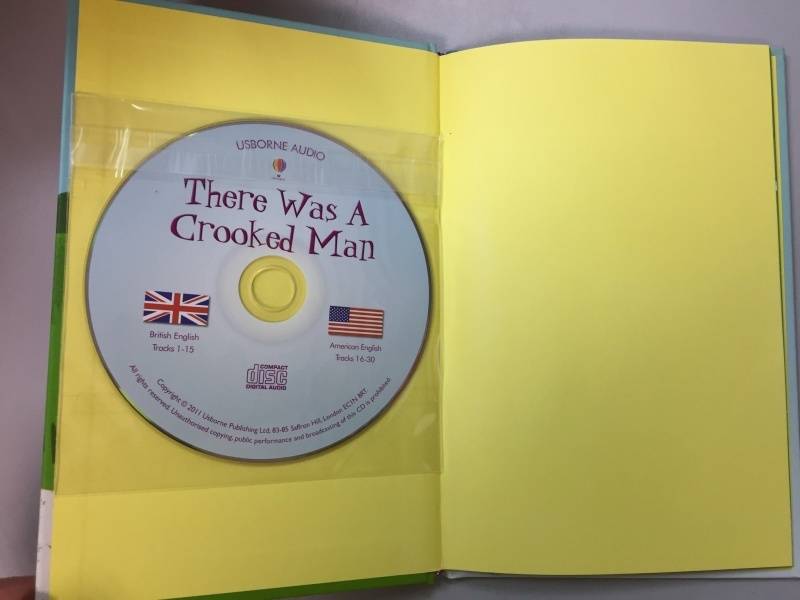 USBORNE AUDIO
There Was A
Crooked Man
British English
Tracks 1-15
American English
Tracks 16-30
COMPACT
disc
DIGITAL AUDIO
Copyright © 2011 Usborne Publishing Ltd, 83-85 Saffron Hill, London EC1N 8RT.
All rights reserved. Unauthorised copying, public performance and broadcasting of this CD is prohibited.